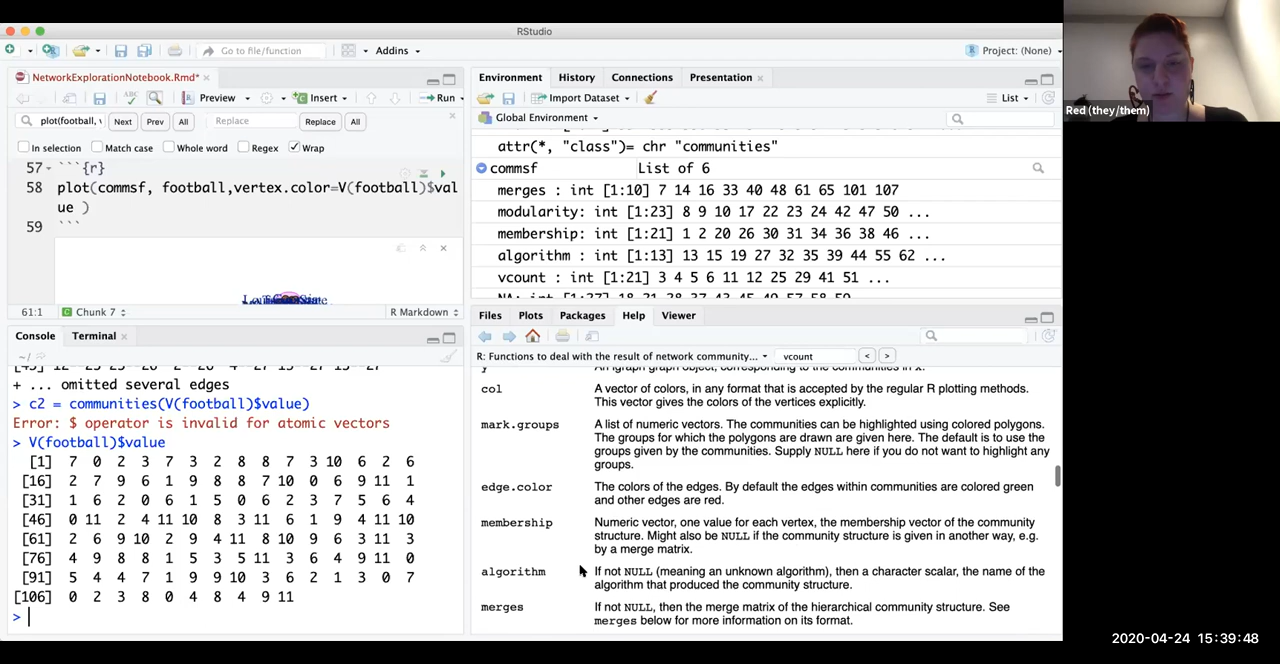 RStudio
Go to file/function
Addins
Project: (None)
NetworkExplorationNotebook.Rmd*
Preview
Insert
Run
plot(football, v
Next
Prev
All
Replace
Replace
All
In selection
Match case
Whole word
Regex
Wrap
57 ```{r}
58 plot(commsf, football,vertex.color=V(football)$val
ue )
```
59
61:1
Chunk 7
R Markdown
Console
Terminal
~/
+ ... omitted several edges
> c2 = communities(V(football)$value)
Error: $ operator is invalid for atomic vectors
> V(football)$value
[1] 7 0 2 3 7 3 2 8 8 7 3 10 6 2 6
[16] 2 7 9 6 1 9 8 8 7 10 0 6 9 11 1
[31] 1 6 2 0 6 1 5 0 6 2 3 7 5 6 4
[46] 0 11 2 4 11 10 8 3 11 6 1 9 4 11 10
[61] 2 6 9 10 2 9 4 11 8 10 9 6 3 11 3
[76] 4 9 8 8 1 5 3 5 11 3 6 4 9 11 0
[91] 5 4 4 7 1 9 9 10 3 6 2 1 3 0 7
[106] 0 2 3 8 0 4 8 4 9 11
>
Environment
History
Connections
Presentation
Import Dataset
List
Global Environment
attr(*, "class")= chr "communities"
commsf List of 6
merges : int [1:10] 7 14 16 33 40 48 61 65 101 107
modularity: int [1:23] 8 9 10 17 22 23 24 42 47 50 ...
membership: int [1:21] 1 2 20 26 30 31 34 36 38 46 ...
algorithm : int [1:13] 13 15 19 27 32 35 39 44 55 62 ...
vcount : int [1:21] 3 4 5 6 11 12 25 29 41 51 ...
Files
Plots
Packages
Help
Viewer
R: Functions to deal with the result of network community...
vcount
< >
y An igraph graph object, corresponding to the communities in x.
col A vector of colors, in any format that is accepted by the regular R plotting methods.
This vector gives the colors of the vertices explicitly.
mark.groups A list of numeric vectors. The communities can be highlighted using colored polygons.
The groups for which the polygons are drawn are given here. The default is to use the
groups given by the communities. Supply NULL here if you do not want to highlight any
groups.
edge.color The colors of the edges. By default the edges within communities are colored green
and other edges are red.
membership Numeric vector, one value for each vertex, the membership vector of the community
structure. Might also be NULL if the community structure is given in another way, e.g.
by a merge matrix.
algorithm If not NULL (meaning an unknown algorithm), then a character scalar, the name of the
algorithm that produced the community structure.
merges If not NULL, then the merge matrix of the hierarchical community structure. See
merges below for more information on its format.
Red (they/them)
2020-04-24 15:39:48